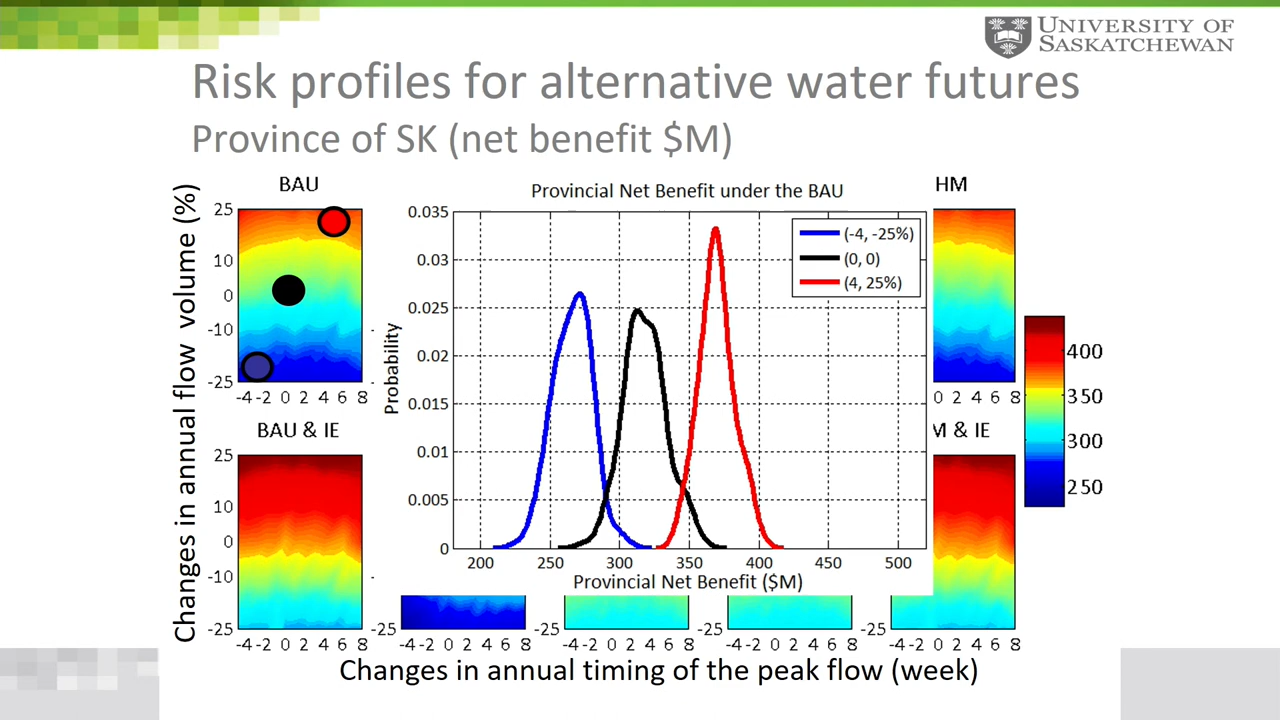 UNIVERSITY OF
SASKATCHEWAN
Risk profiles for alternative water futures
Province of SK (net benefit $M)
Changes in annual flow volume (%)
BAU
25
10
0
-10
-25
-4 -2 0 2 4 6 8
Provincial Net Benefit under the BAU
Probability
0.035
0.03
0.025
0.02
0.015
0.01
0.005
0
200 250 300 350 400 450 500
Provincial Net Benefit ($M)
(-4, -25%)
(0, 0)
(4, 25%)
HM
0 2 4 6 8
400
350
300
250
BAU & IE
25
10
0
-10
-25
-4 -2 0 2 4 6 8
-25
-4 -2 0 2 4 6 8
-25
-4 -2 0 2 4 6 8
-25
-4 -2 0 2 4 6 8
M & IE
-25
-4 -2 0 2 4 6 8
Changes in annual timing of the peak flow (week)